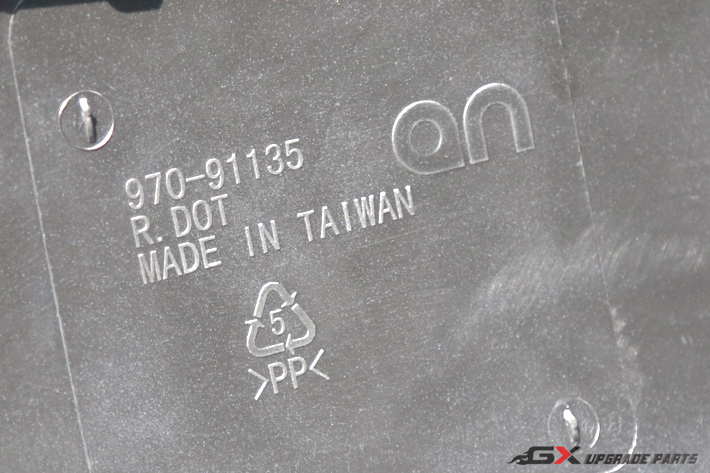 an
970-91135
R. DOT
MADE IN TAIWAN
5
>PP<
GX UPGRADE PARTS